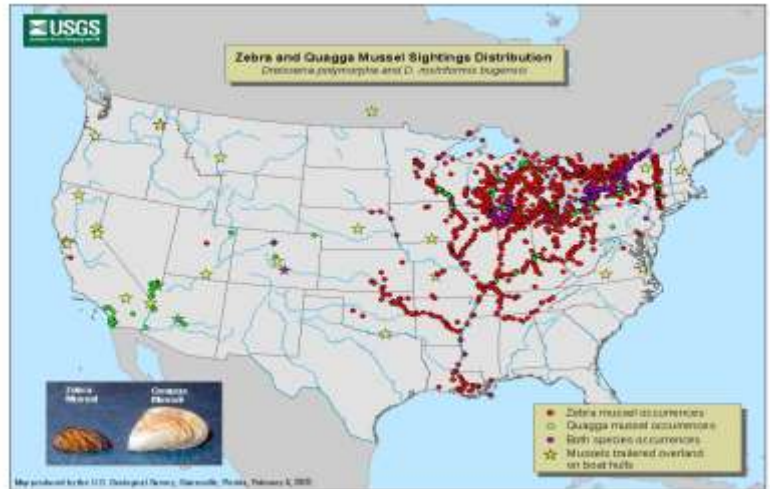 USGS
Zebra and Quagga Mussel Sightings Distribution
Dreissena polymorpha and D. rostriformis bugensis
Zebra
Mussel
Quagga
Mussel
Zebra mussel occurrences
Quagga mussel occurrences
Both species occurrences
Mussels trailered overland
on boat hulls
Map produced by the U.S. Geological Survey, Gainesville, Florida, February